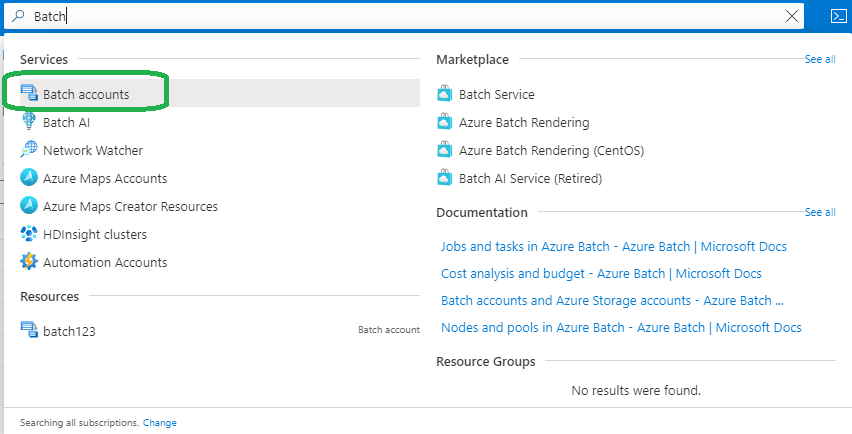 Batch
Services
Batch accounts
Batch AI
Network Watcher
Azure Maps Accounts
Azure Maps Creator Resources
HDInsight clusters
Automation Accounts
Resources
batch123 Batch account
Marketplace See all
Batch Service
Azure Batch Rendering
Azure Batch Rendering (CentOS)
Batch AI Service (Retired)
Documentation See all
Jobs and tasks in Azure Batch - Azure Batch | Microsoft Docs
Cost analysis and budget - Azure Batch | Microsoft Docs
Batch accounts and Azure Storage accounts - Azure Batch ...
Nodes and pools in Azure Batch - Azure Batch | Microsoft Docs
Resource Groups
No results were found.
Searching all subscriptions. Change